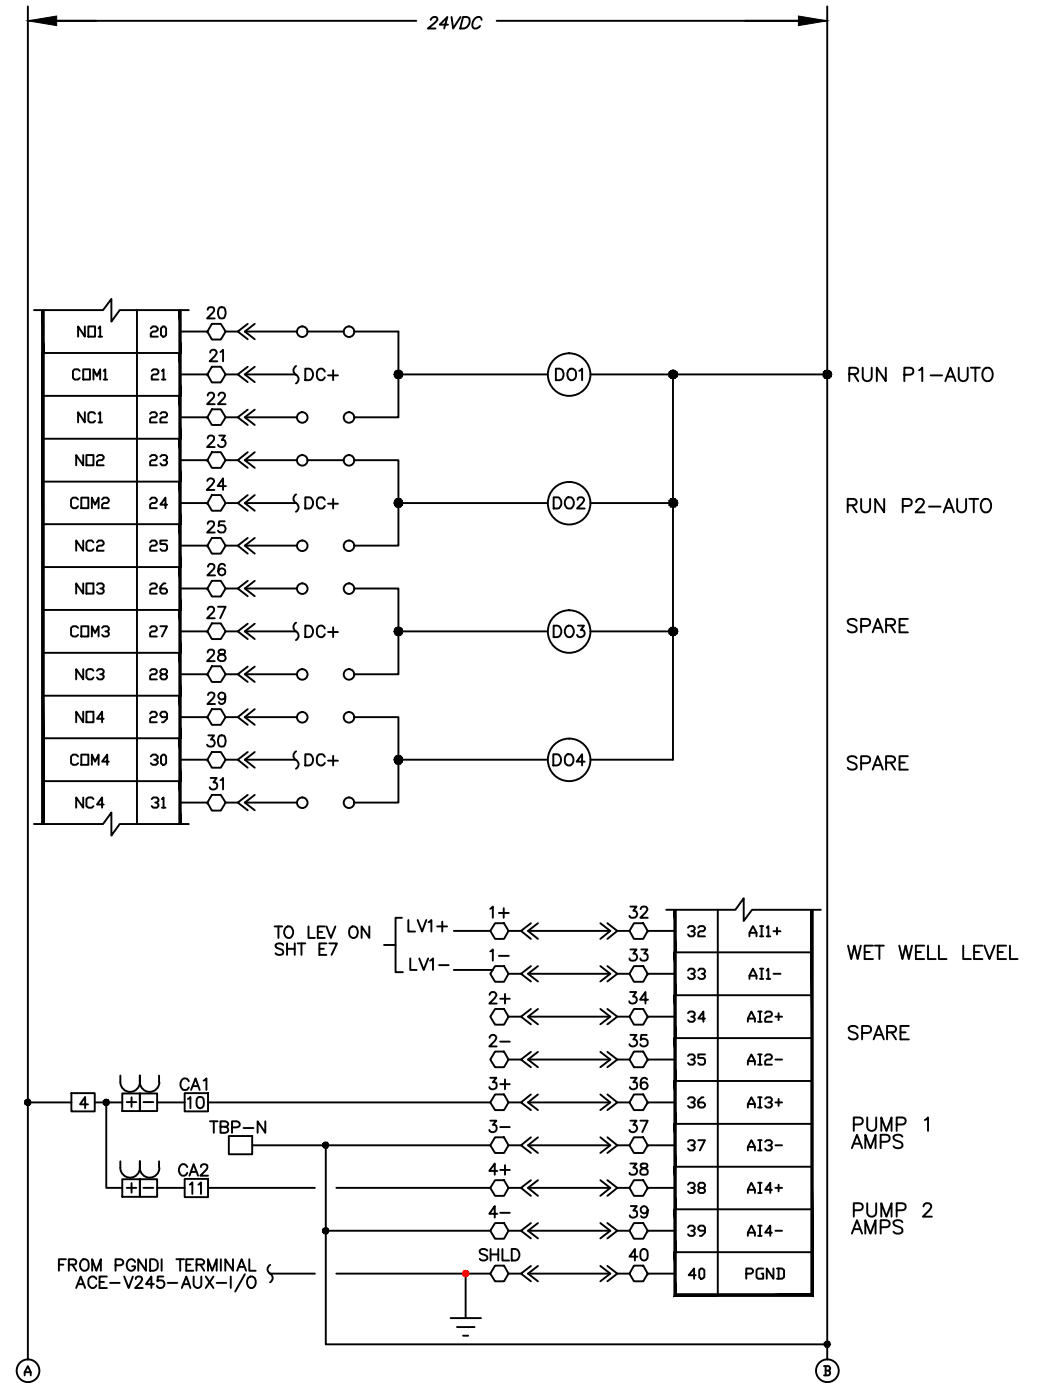 24VDC
20
NO1 20
21
COM1 21 DC+ DO1 RUN P1-AUTO
22
NC1 22
23
NO2 23
24
COM2 24 DC+ DO2 RUN P2-AUTO
25
NC2 25
26
NO3 26
27
COM3 27 DC+ DO3 SPARE
28
NC3 28
29
NO4 29
30
COM4 30 DC+ DO4 SPARE
31
NC4 31
1+ 32
TO LEV ON
SHT E7
LV1+ 32 AI1+
WET WELL LEVEL
1- 33
LV1- 33 AI1-
2+ 34
34 AI2+
SPARE
2- 35
35 AI2-
CA1 3+ 36
4 +- 10 36 AI3+
PUMP 1
AMPS
TBP-N 3- 37
37 AI3-
CA2 4+ 38
+- 11 38 AI4+
PUMP 2
AMPS
4- 39
39 AI4-
SHLD 40
FROM PGNDI TERMINAL
ACE-V245-AUX-I/O
40 PGND
A B